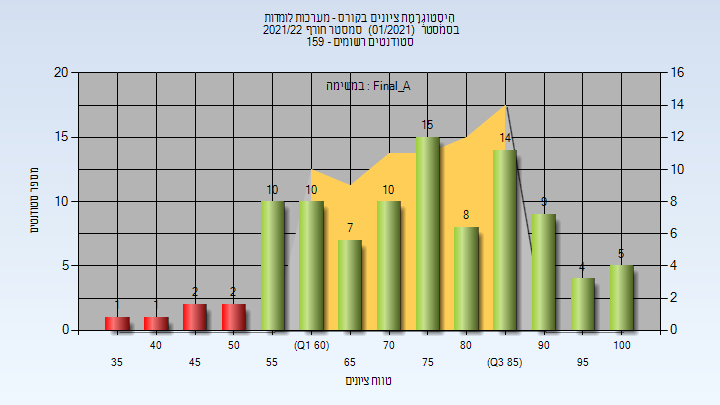 היסטוגרמת ציונים בקורס - מערכות לומדות
בסמסטר (01/2021) סמסטר חורף 2021/22
סטודנטים רשומים - 159
במשימה : Final_A
מספר סטודנטים
20
15
10
5
0
16
14
12
10
8
6
4
2
0
1 1 2 2 10 10 7 10 15 8 14 9 4 5
40 50 (Q1 60) 70 80 90 100
35 45 55 65 75 (Q3 85) 95
טווח ציונים